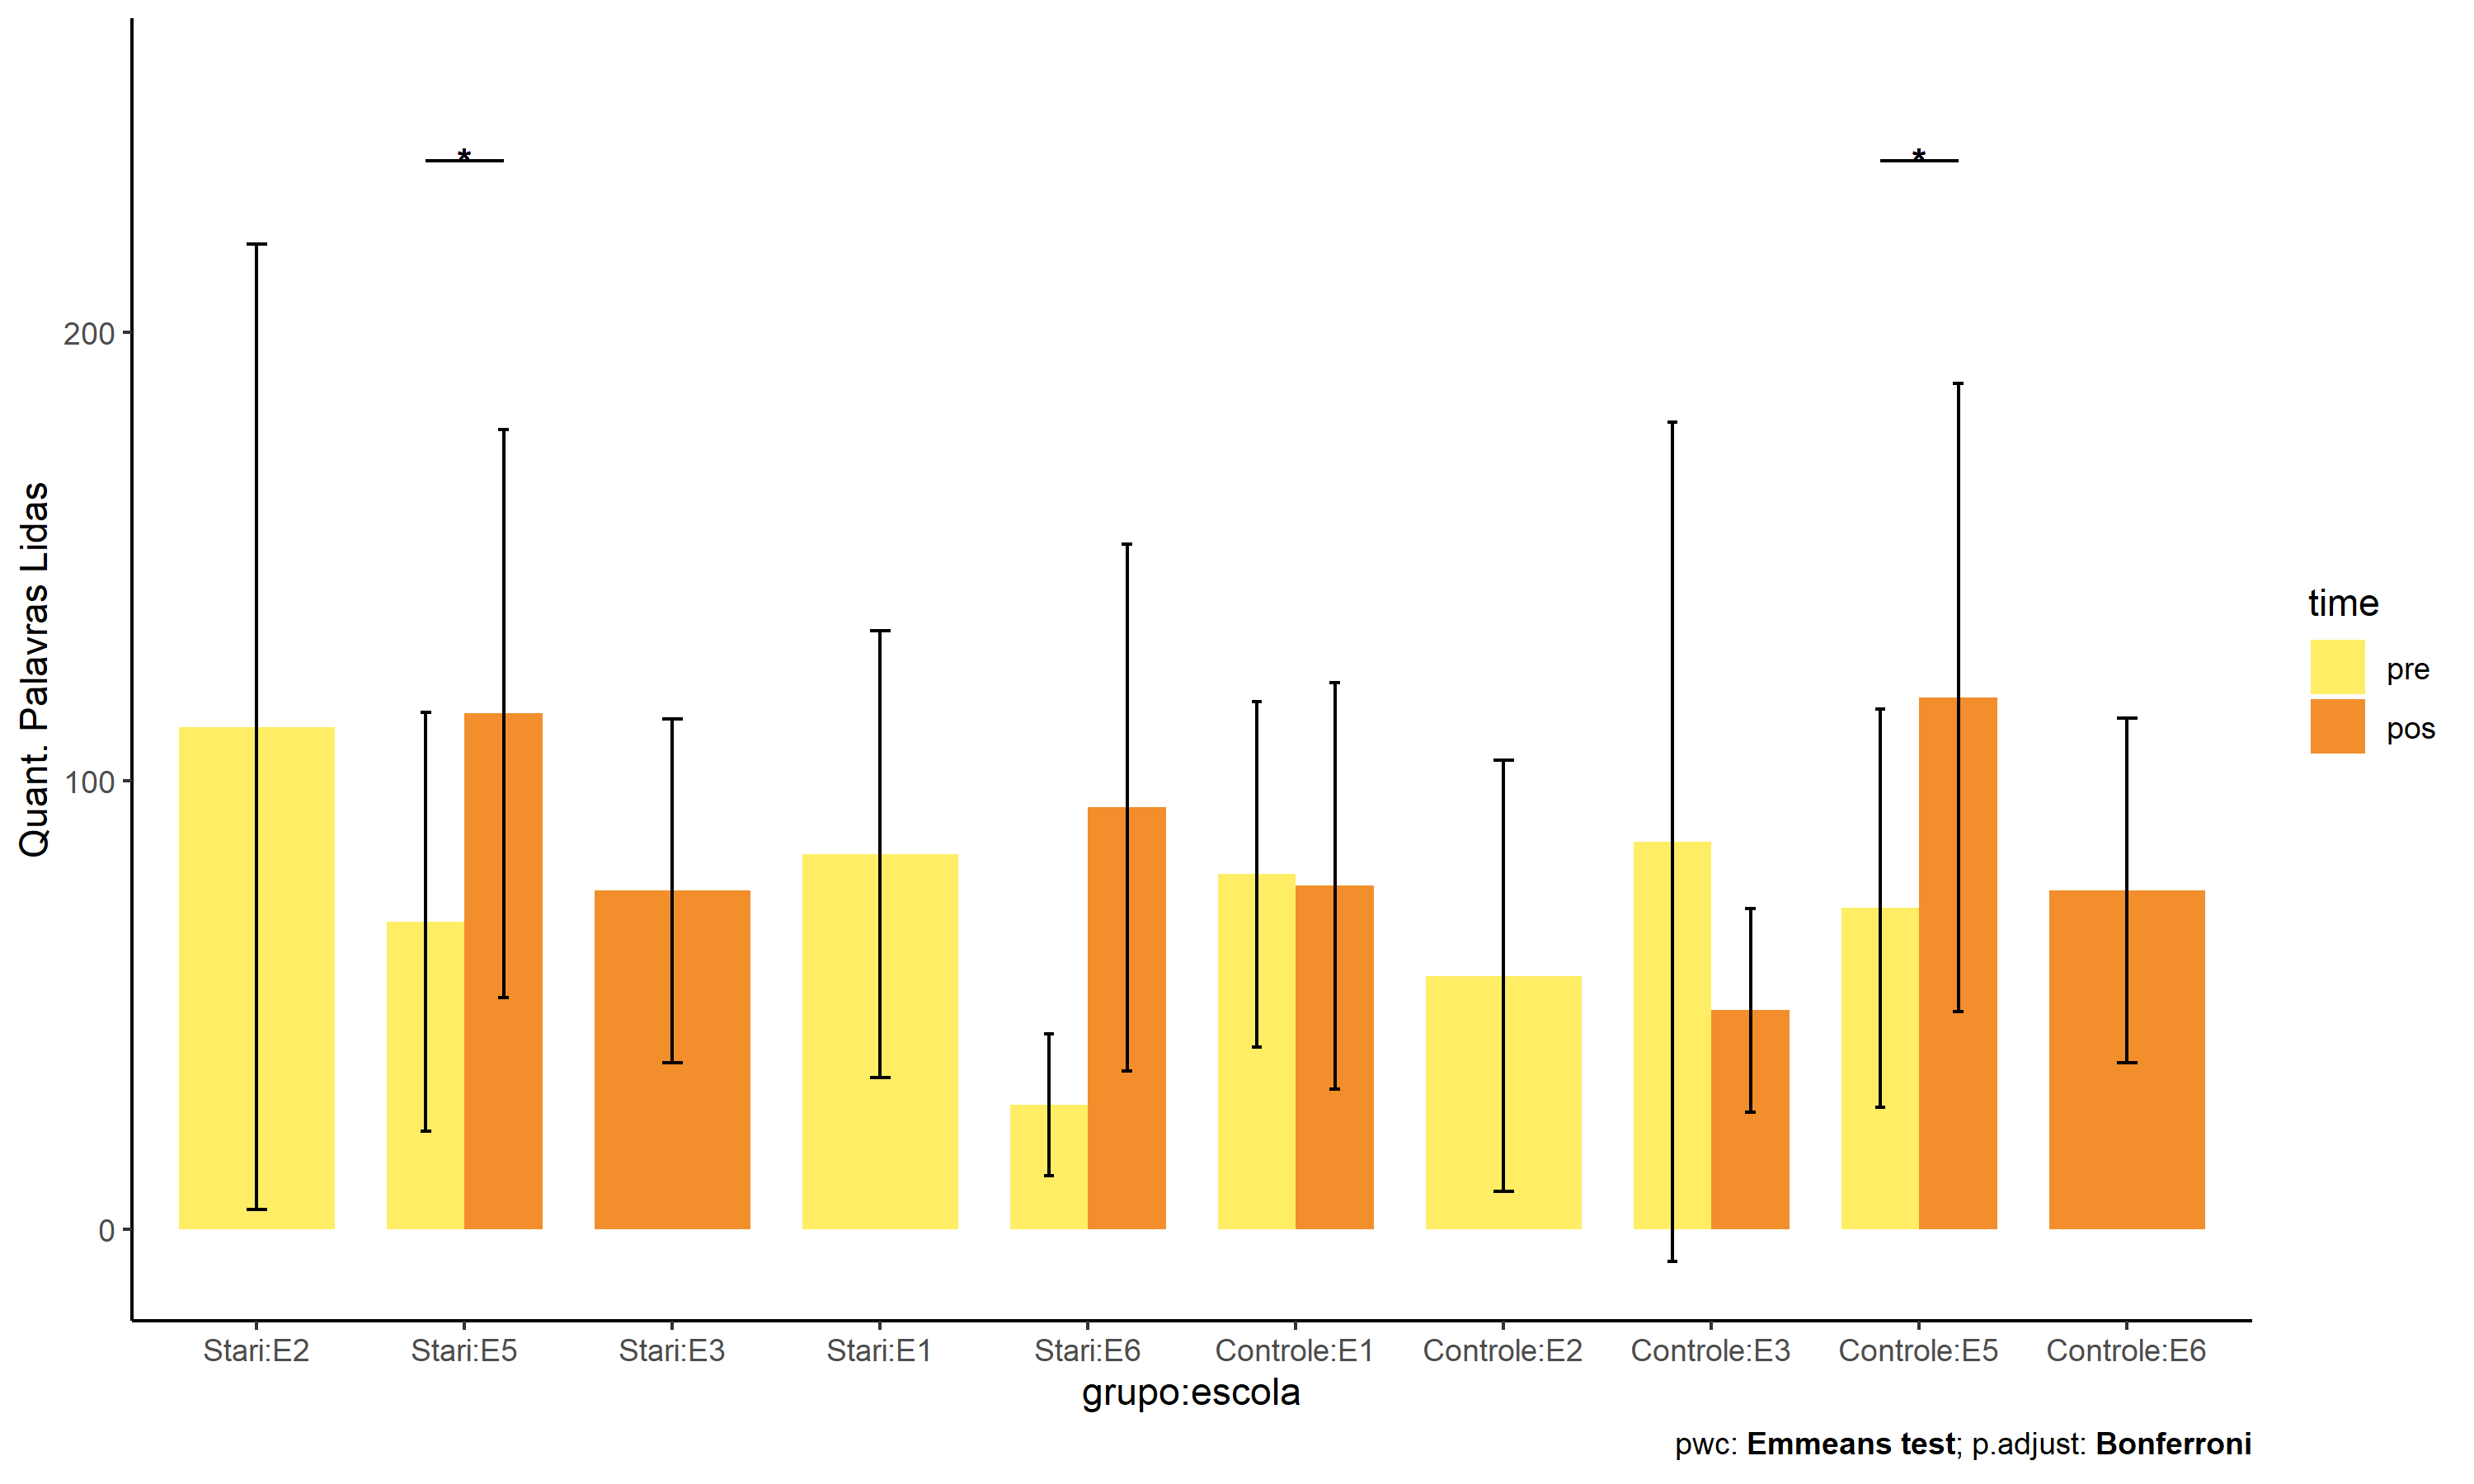 *
*
200
100
0
Quant. Palavras Lidas
time
pre
pos
Stari:E2 Stari:E5 Stari:E3 Stari:E1 Stari:E6 Controle:E1 Controle:E2 Controle:E3 Controle:E5 Controle:E6
grupo:escola
pwc: Emmeans test; p.adjust: Bonferroni